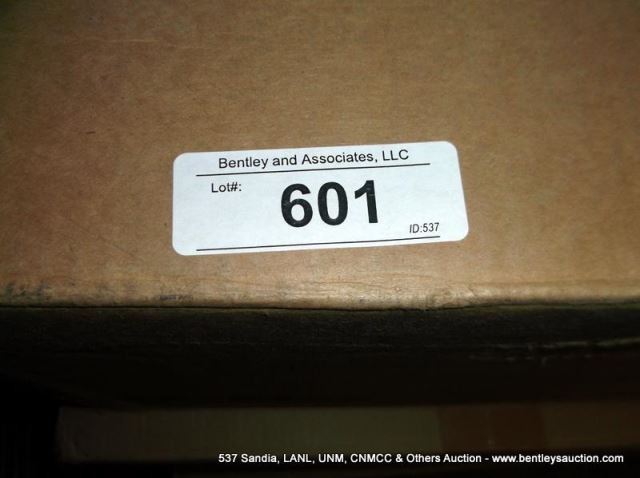 Bentley and Associates, LLC
Lot#:
601
ID:537
537 Sandia, LANL, UNM, CNMCC & Others Auction - www.bentleysauction.com